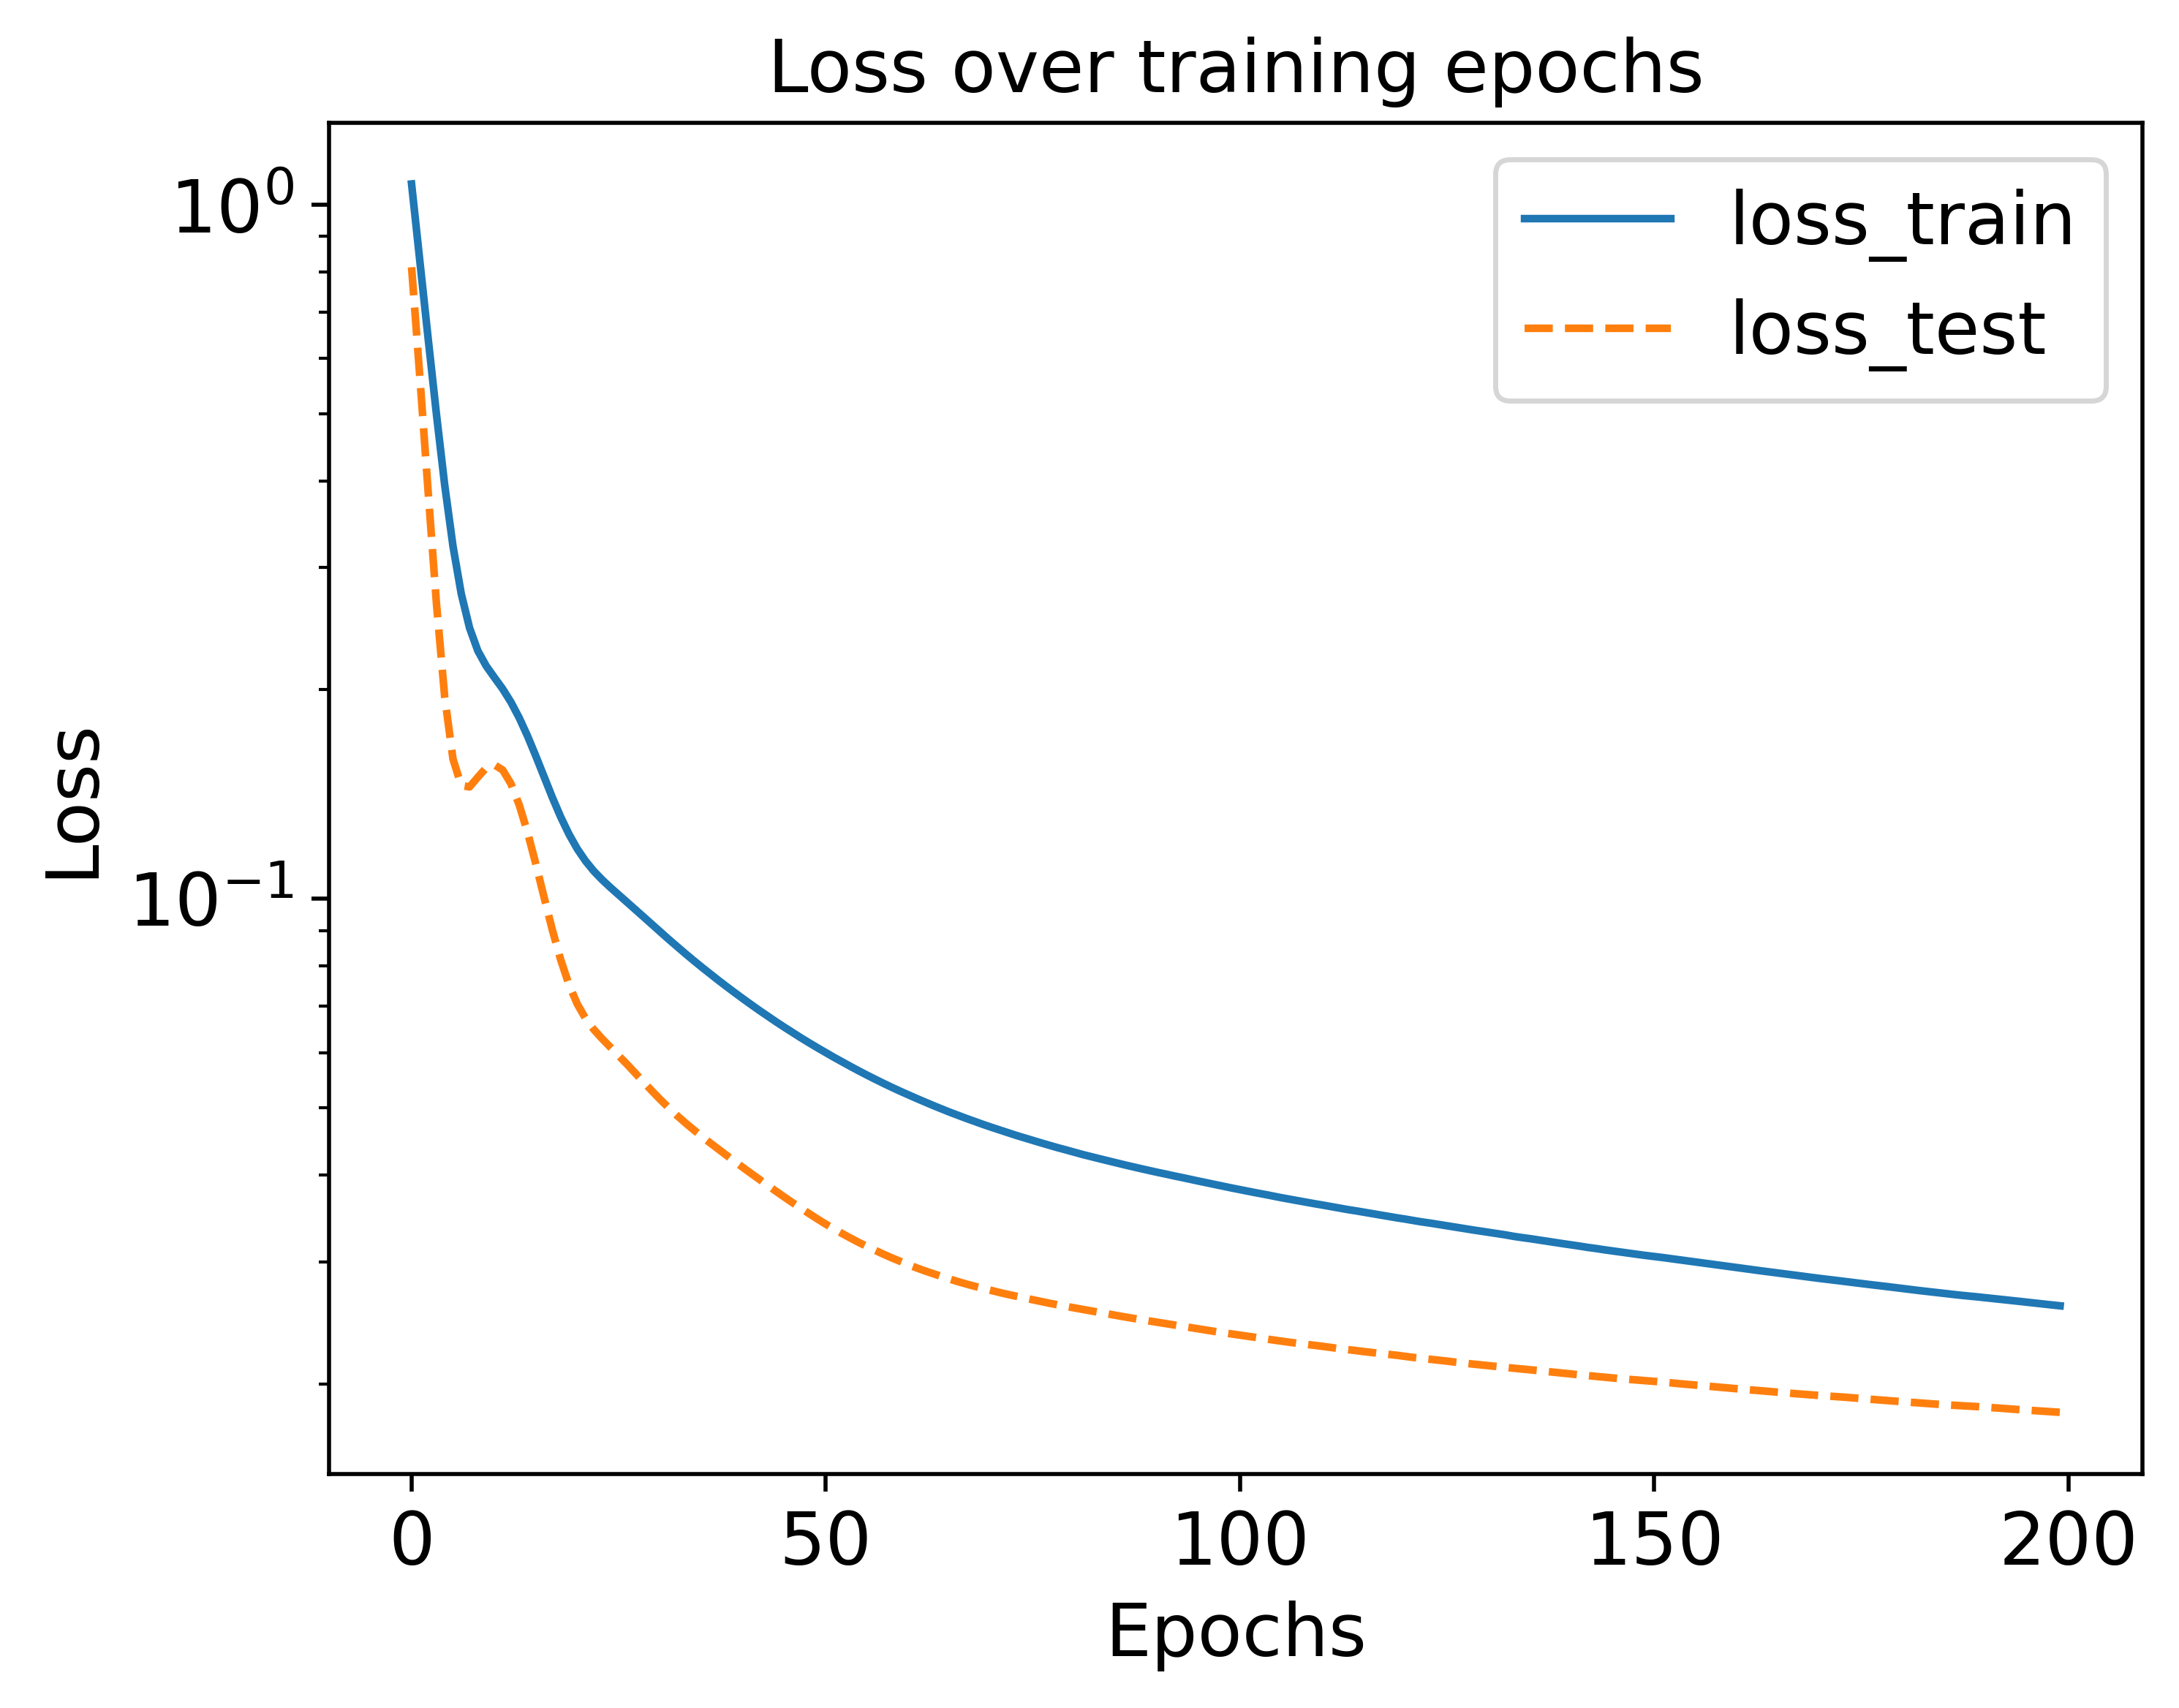 Loss over training epochs
10⁰
10⁻¹
Loss
loss_train
loss_test
0 50 100 150 200
Epochs